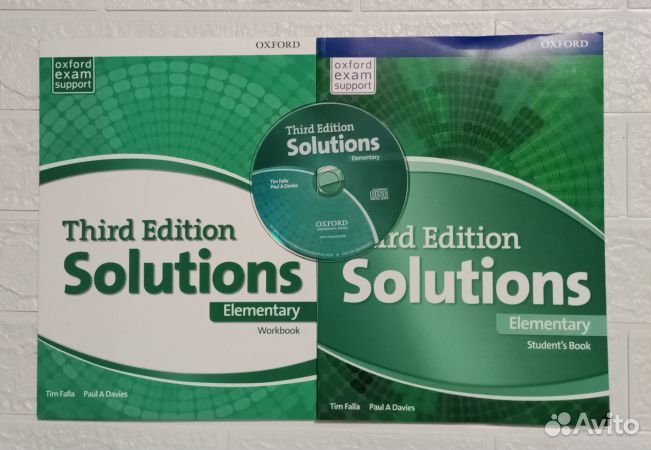 OXFORD
oxford
exam
support
Third Edition
Solutions
Elementary
Workbook
Tim Falla Paul A Davies
Third Edition
Solutions
Elementary
Tim Falla
Paul A Davies
OXFORD
OXFORD
oxford
exam
support
rd Edition
Solutions
Elementary
Student's Book
Tim Falla Paul A Davies
Avito